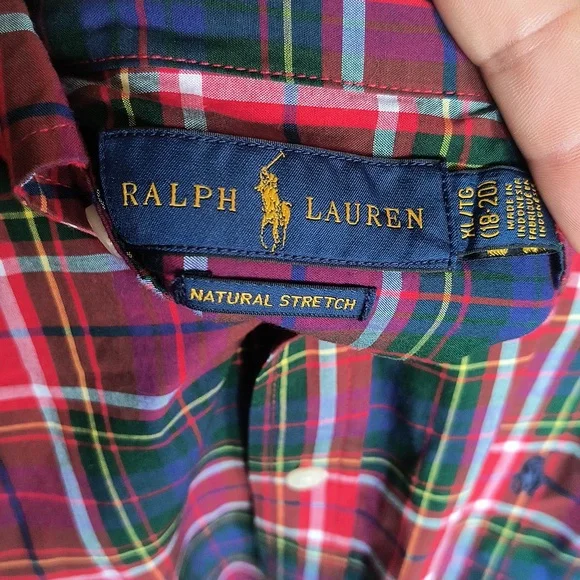 RALPH LAUREN
XL/TG
(18-20)
MADE IN
INDONESIA
NATURAL STRETCH